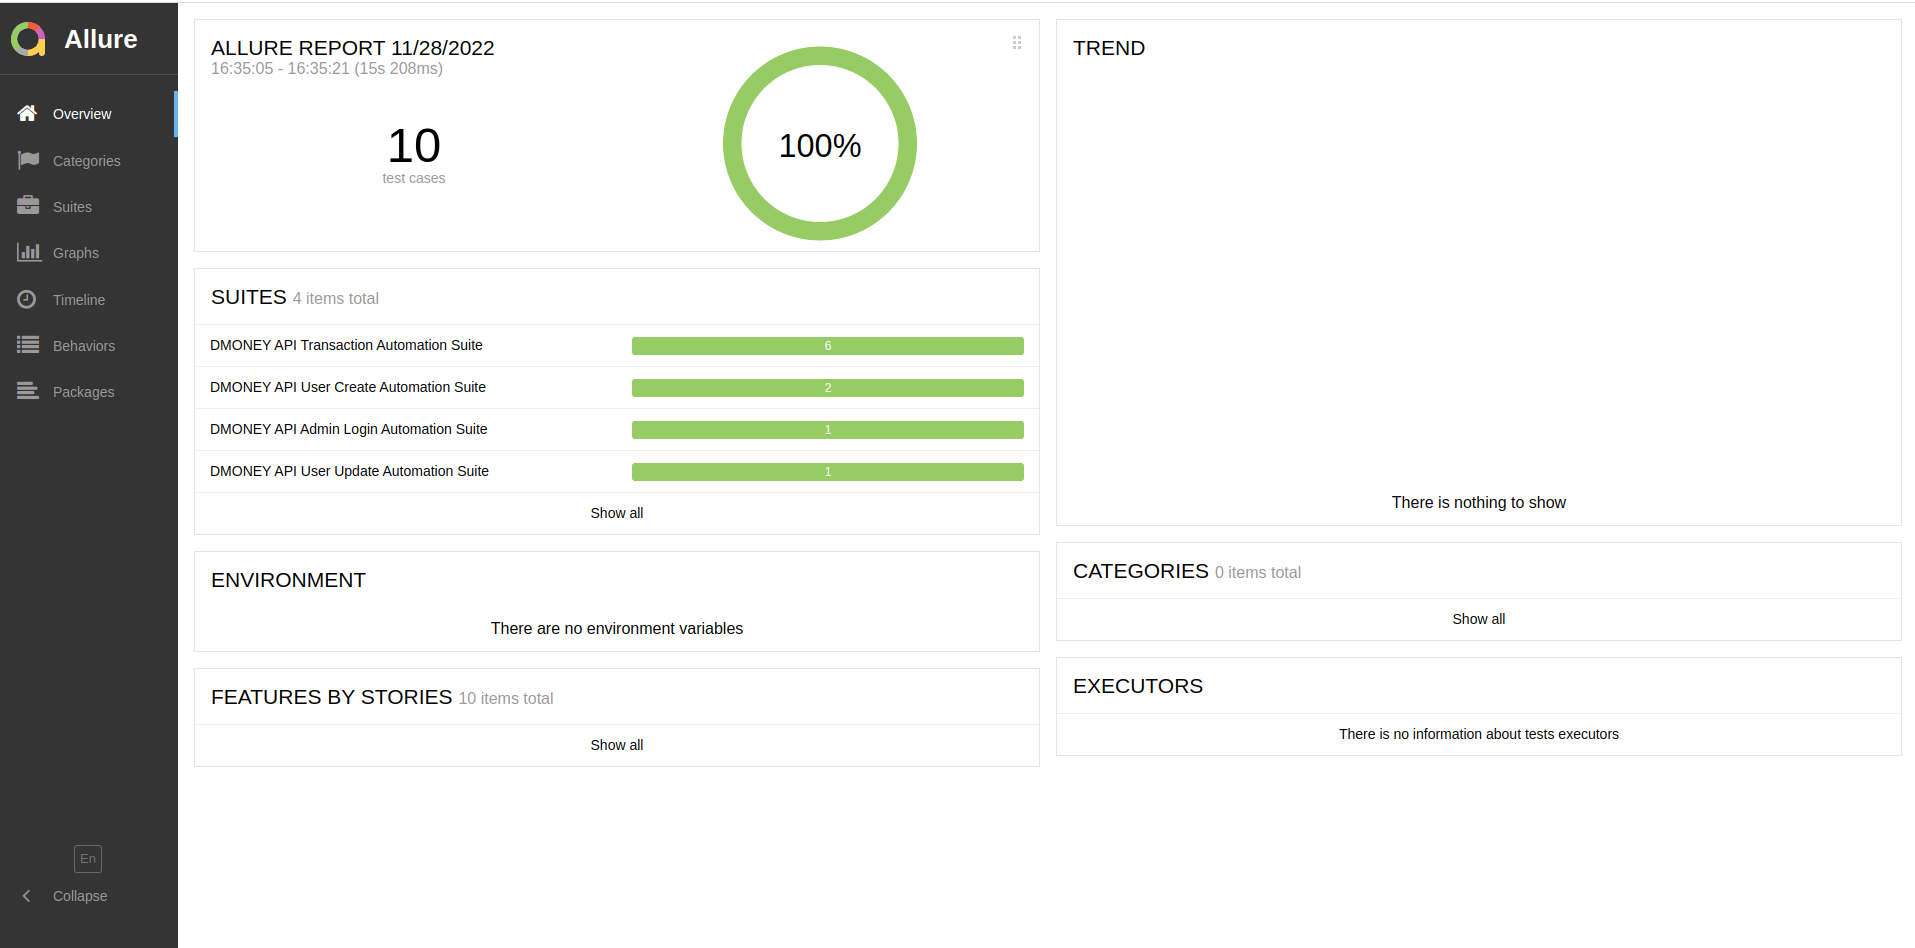 Allure
Overview
Categories
Suites
Graphs
Timeline
Behaviors
Packages
En
Collapse
ALLURE REPORT 11/28/2022
16:35:05 - 16:35:21 (15s 208ms)
10
test cases
100%
SUITES 4 items total
DMONEY API Transaction Automation Suite 6
DMONEY API User Create Automation Suite 2
DMONEY API Admin Login Automation Suite 1
DMONEY API User Update Automation Suite 1
Show all
ENVIRONMENT
There are no environment variables
FEATURES BY STORIES 10 items total
Show all
TREND
There is nothing to show
CATEGORIES 0 items total
Show all
EXECUTORS
There is no information about tests executors